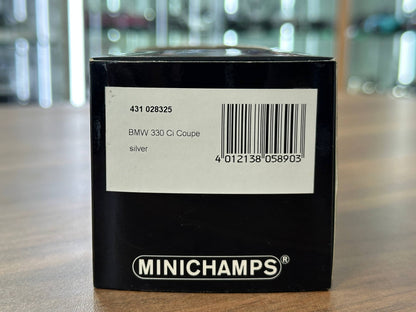 431 028325
BMW 330 Ci Coupe
silver
4 012138 058903
MINICHAMPS®